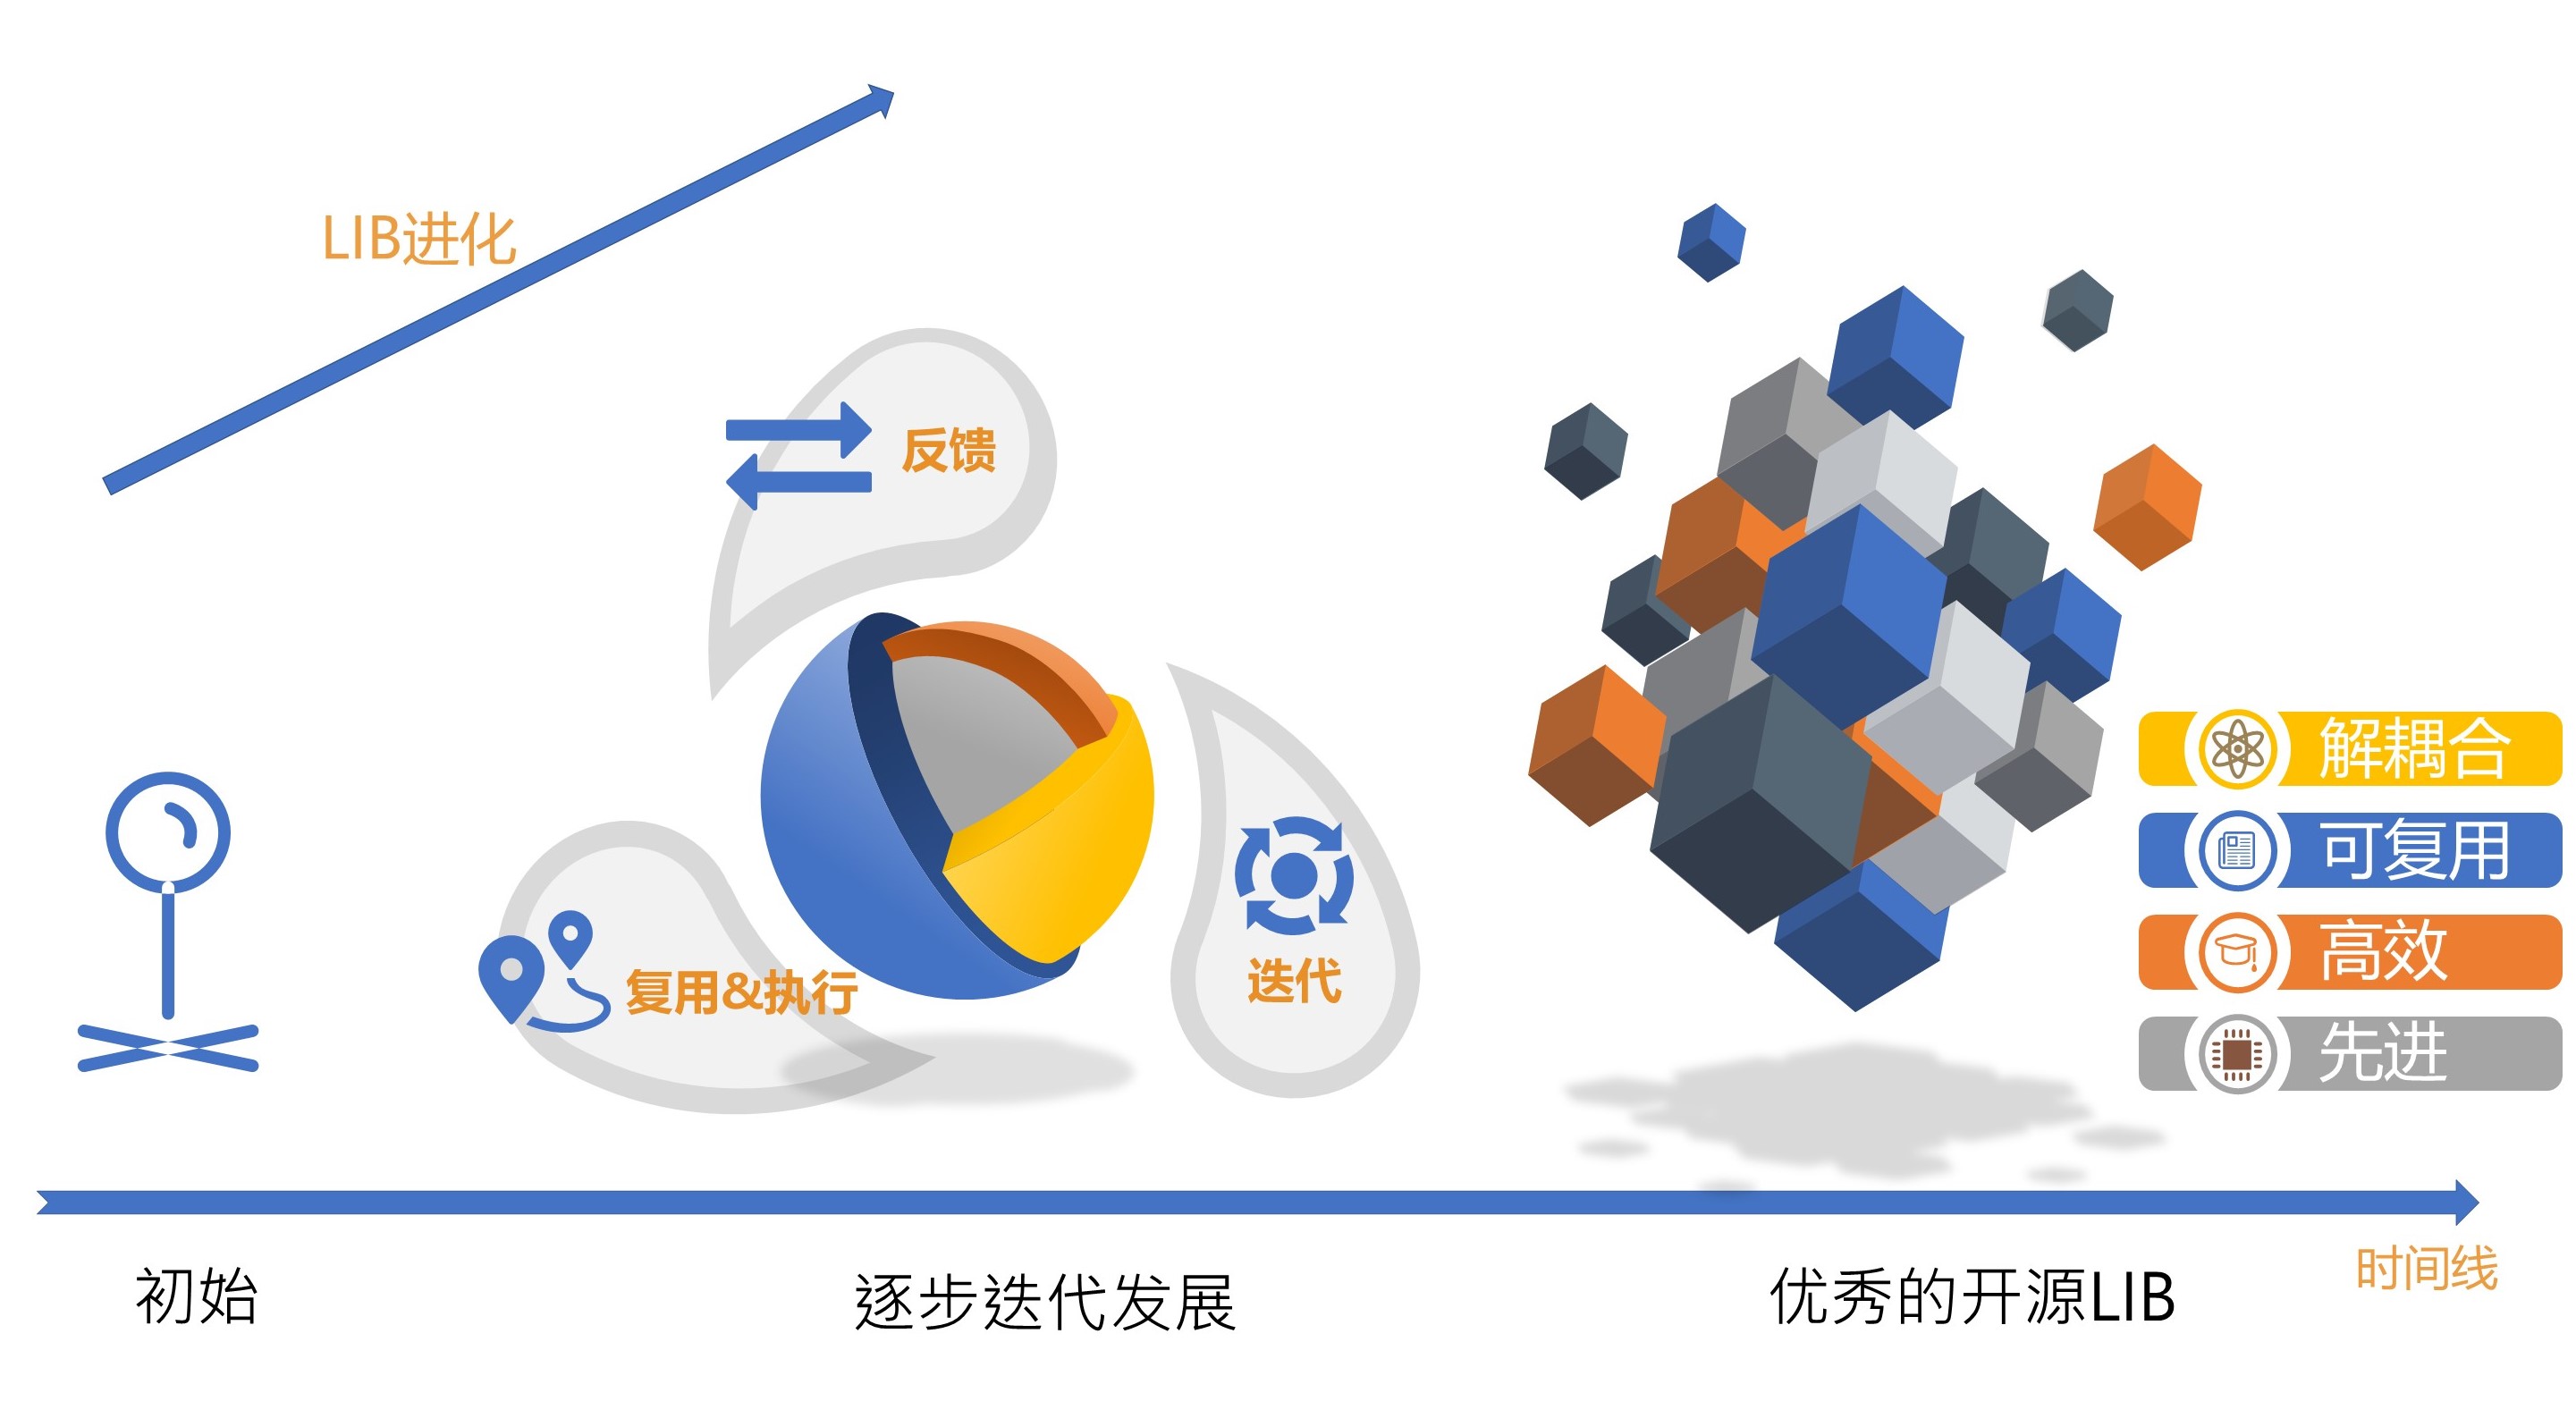 LIB进化
反馈
复用&执行
迭代
解耦合
可复用
高效
先进
初始
逐步迭代发展
优秀的开源LIB
时间线